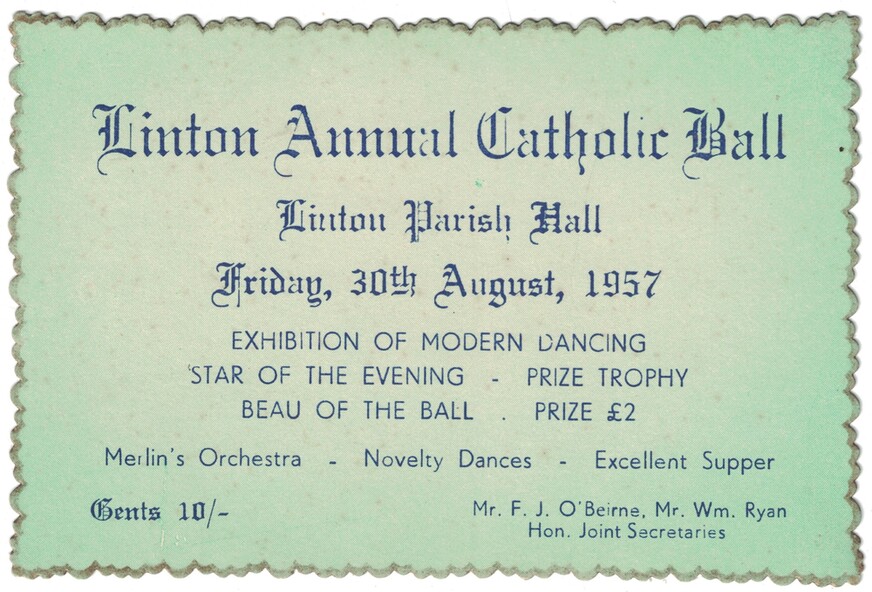 Linton Annual Catholic Ball
Linton Parish Hall
Friday, 30th August, 1957
EXHIBITION OF MODERN DANCING
'STAR OF THE EVENING - PRIZE TROPHY
BEAU OF THE BALL . PRIZE £2
Merlin's Orchestra - Novelty Dances - Excellent Supper
Gents 10/-
Mr. F. J. O'Beirne, Mr. Wm. Ryan
Hon. Joint Secretaries